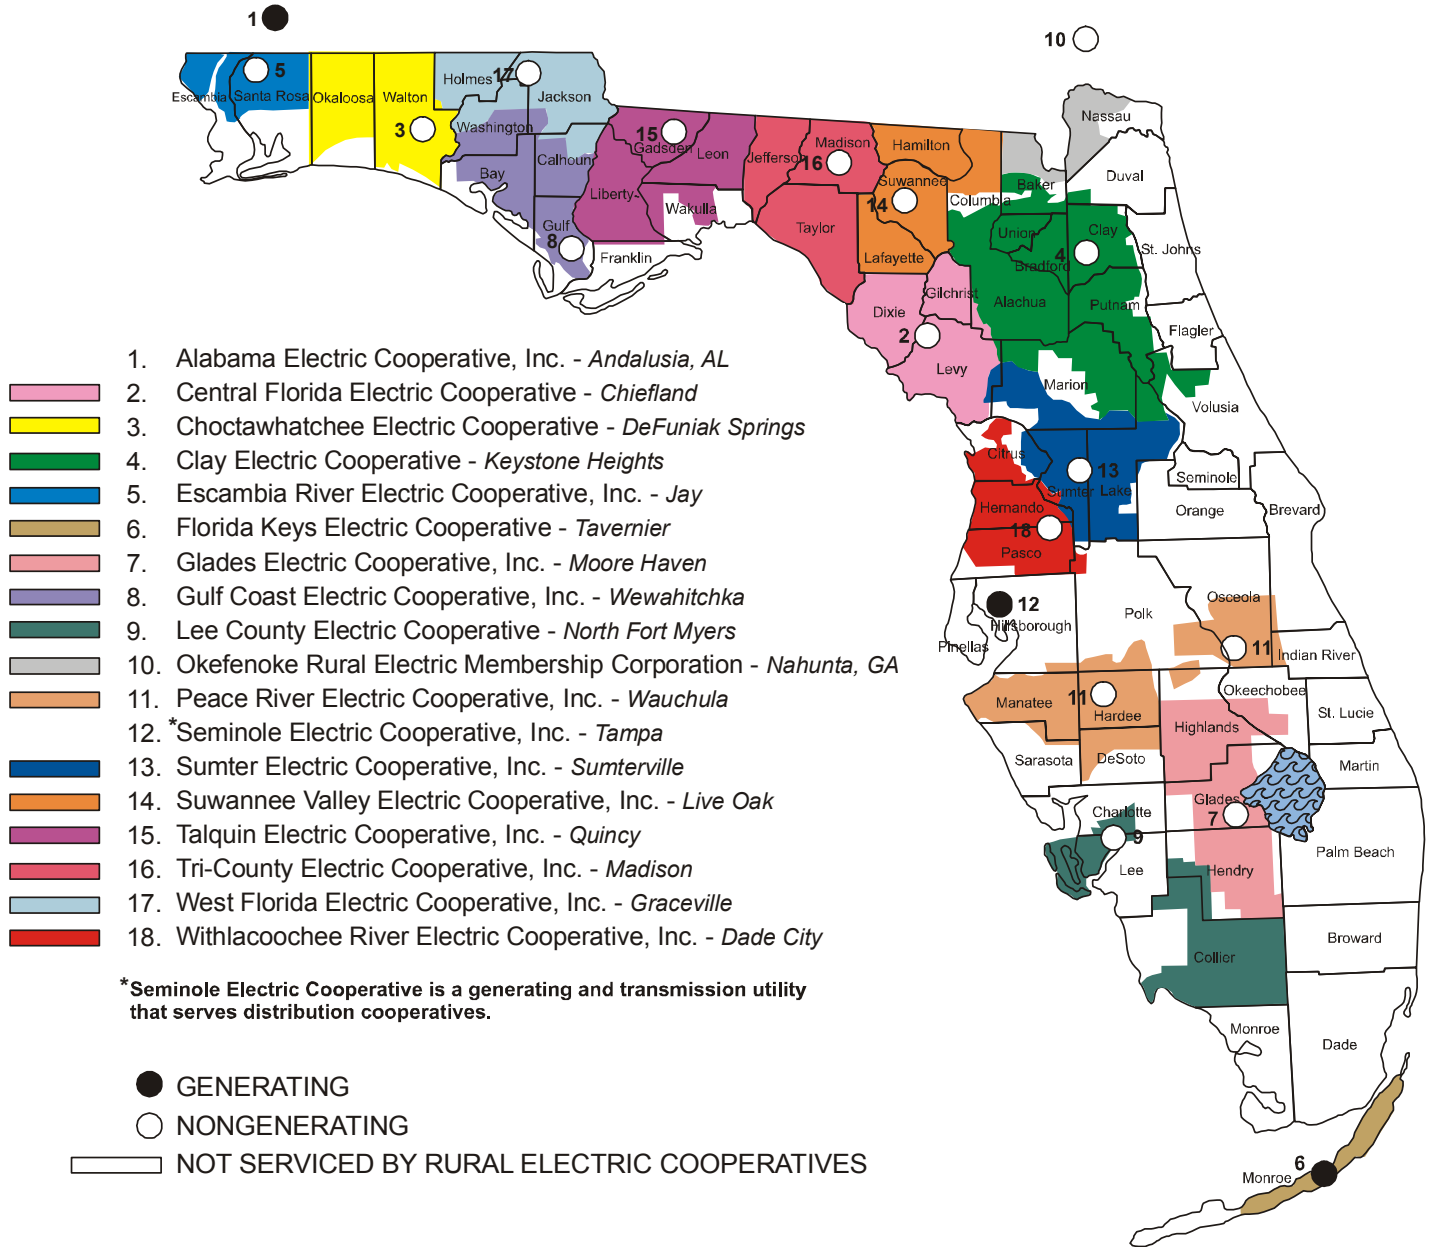 1
10
5
Escambia
Santa Rosa
Okaloosa
Walton
3
Holmes
17
Jackson
Washington
Calhoun
Bay
Gulf
8
Franklin
15
Gadsden
Leon
Liberty
Wakulla
Jefferson
Madison
16
Taylor
Hamilton
Suwannee
14
Lafayette
Columbia
Baker
Nassau
Duval
Union
Bradford
Clay
4
St. Johns
Alachua
Putnam
Flagler
Gilchrist
Dixie
2
Levy
Marion
Volusia
Citrus
13
Sumter
Lake
Seminole
Orange
Brevard
Hernando
18
Pasco
12
Hillsborough
Pinellas
Polk
Osceola
11
Indian River
Manatee
11
Hardee
Okeechobee
Highlands
St. Lucie
Sarasota
DeSoto
Martin
Charlotte
9
Glades
7
Lee
Hendry
Palm Beach
Collier
Broward
Monroe
Dade
Monroe
6
1. Alabama Electric Cooperative, Inc. - Andalusia, AL
2. Central Florida Electric Cooperative - Chiefland
3. Choctawhatchee Electric Cooperative - DeFuniak Springs
4. Clay Electric Cooperative - Keystone Heights
5. Escambia River Electric Cooperative, Inc. - Jay
6. Florida Keys Electric Cooperative - Tavernier
7. Glades Electric Cooperative, Inc. - Moore Haven
8. Gulf Coast Electric Cooperative, Inc. - Wewahitchka
9. Lee County Electric Cooperative - North Fort Myers
10. Okefenoke Rural Electric Membership Corporation - Nahunta, GA
11. Peace River Electric Cooperative, Inc. - Wauchula
12. *Seminole Electric Cooperative, Inc. - Tampa
13. Sumter Electric Cooperative, Inc. - Sumterville
14. Suwannee Valley Electric Cooperative, Inc. - Live Oak
15. Talquin Electric Cooperative, Inc. - Quincy
16. Tri-County Electric Cooperative, Inc. - Madison
17. West Florida Electric Cooperative, Inc. - Graceville
18. Withlacoochee River Electric Cooperative, Inc. - Dade City
*Seminole Electric Cooperative is a generating and transmission utility
that serves distribution cooperatives.
GENERATING
NONGENERATING
NOT SERVICED BY RURAL ELECTRIC COOPERATIVES